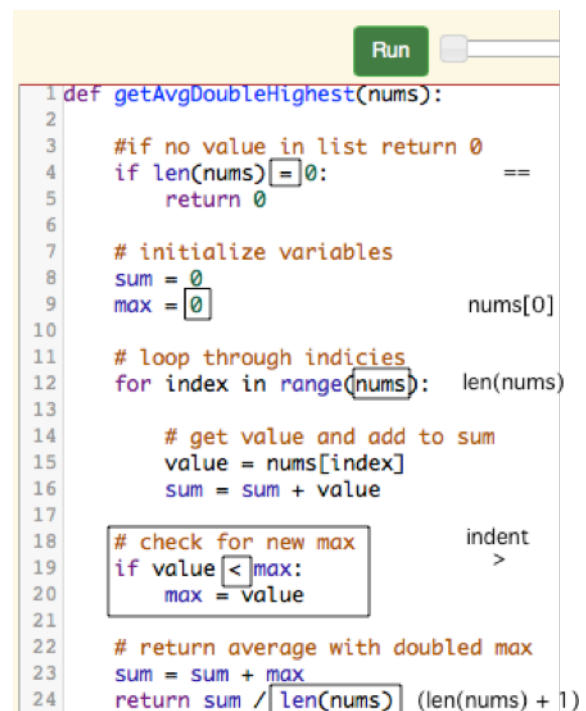 Run
1 def getAvgDoubleHighest(nums):
2
3 #if no value in list return 0
4 if len(nums) = 0: ==
5 return 0
6
7 # initialize variables
8 sum = 0
9 max = 0 nums[0]
10
11 # loop through indicies
12 for index in range(nums): len(nums)
13
14 # get value and add to sum
15 value = nums[index]
16 sum = sum + value
17
18 # check for new max indent
19 if value < max: >
20 max = value
21
22 # return average with doubled max
23 sum = sum + max
24 return sum / len(nums) (len(nums) + 1)